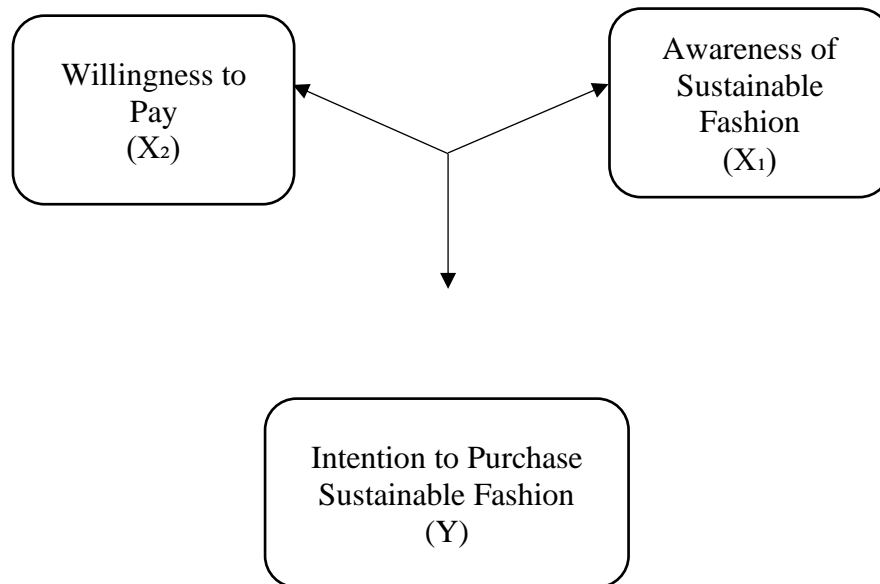 Willingness to
Pay
(X₂)
Awareness of
Sustainable
Fashion
(X₁)
Intention to Purchase
Sustainable Fashion
(Y)